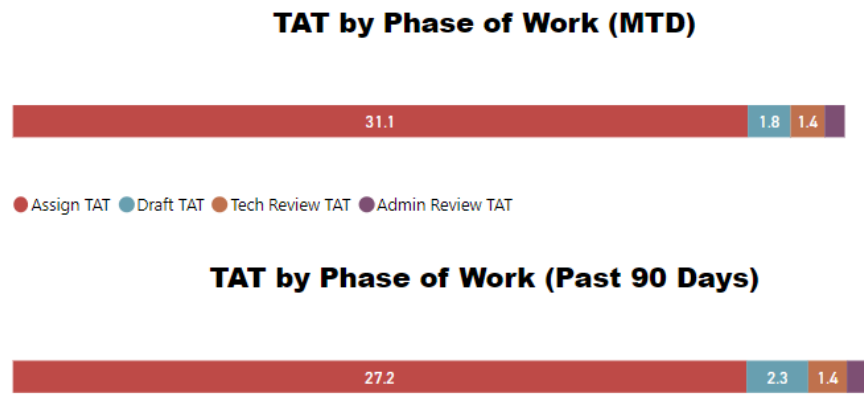 TAT by Phase of Work (MTD)
31.1 1.8 1.4
Assign TAT Draft TAT Tech Review TAT Admin Review TAT
TAT by Phase of Work (Past 90 Days)
27.2 2.3 1.4